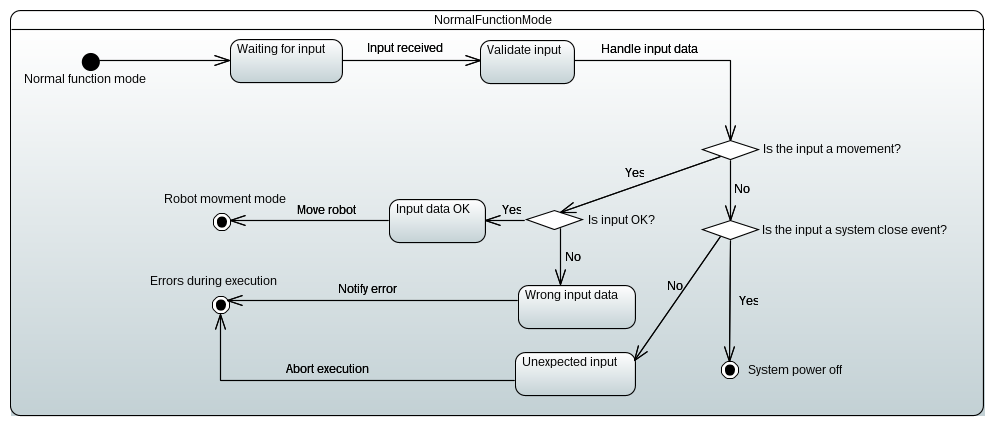 NormalFunctionMode
Waiting for input
Input received
Validate input
Handle input data
Normal function mode
Is the input a movement?
Yes
No
Robot movment mode
Move robot
Input data OK
Yes
Is input OK?
Is the input a system close event?
No
Errors during execution
Notify error
Wrong input data
No
Yes
Abort execution
Unexpected input
System power off